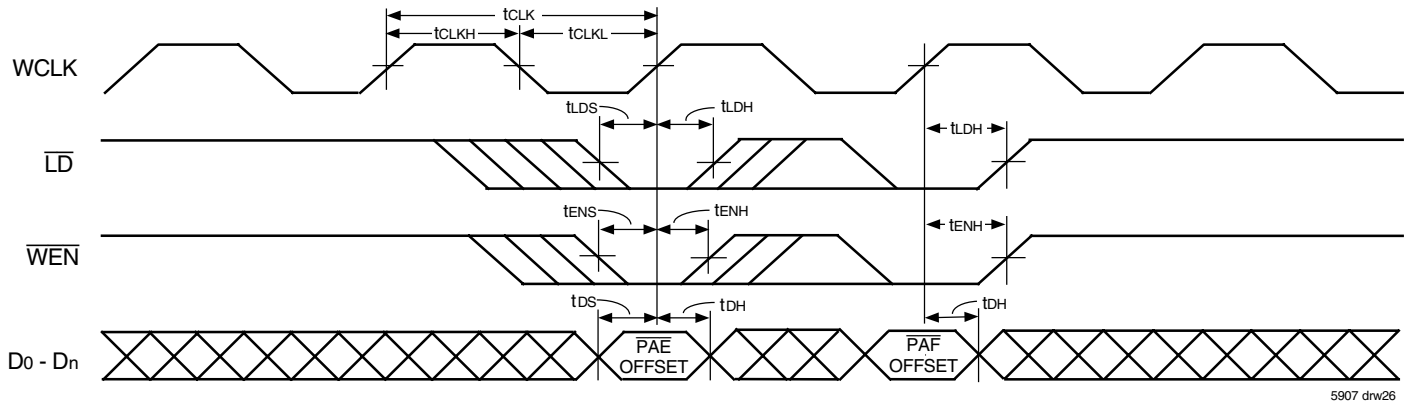 tCLK
tCLKH
tCLKL
WCLK
tLDS
tLDH
tLDH
LD
tENS
tENH
tENH
WEN
tDS
tDH
tDH
D0 - Dn
PAE
OFFSET
PAF
OFFSET
5907 drw26